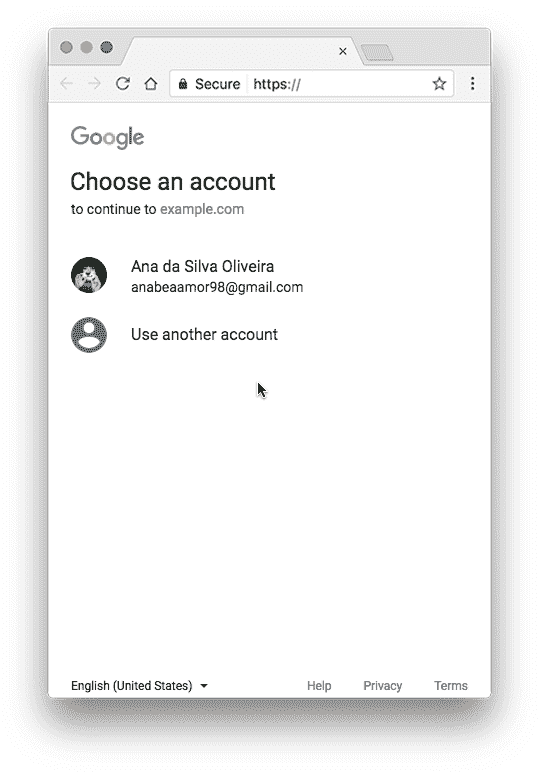 Secure https://
Google
Choose an account
to continue to example.com
Ana da Silva Oliveira
anabeaamor98@gmail.com
Use another account
English (United States) Help Privacy Terms